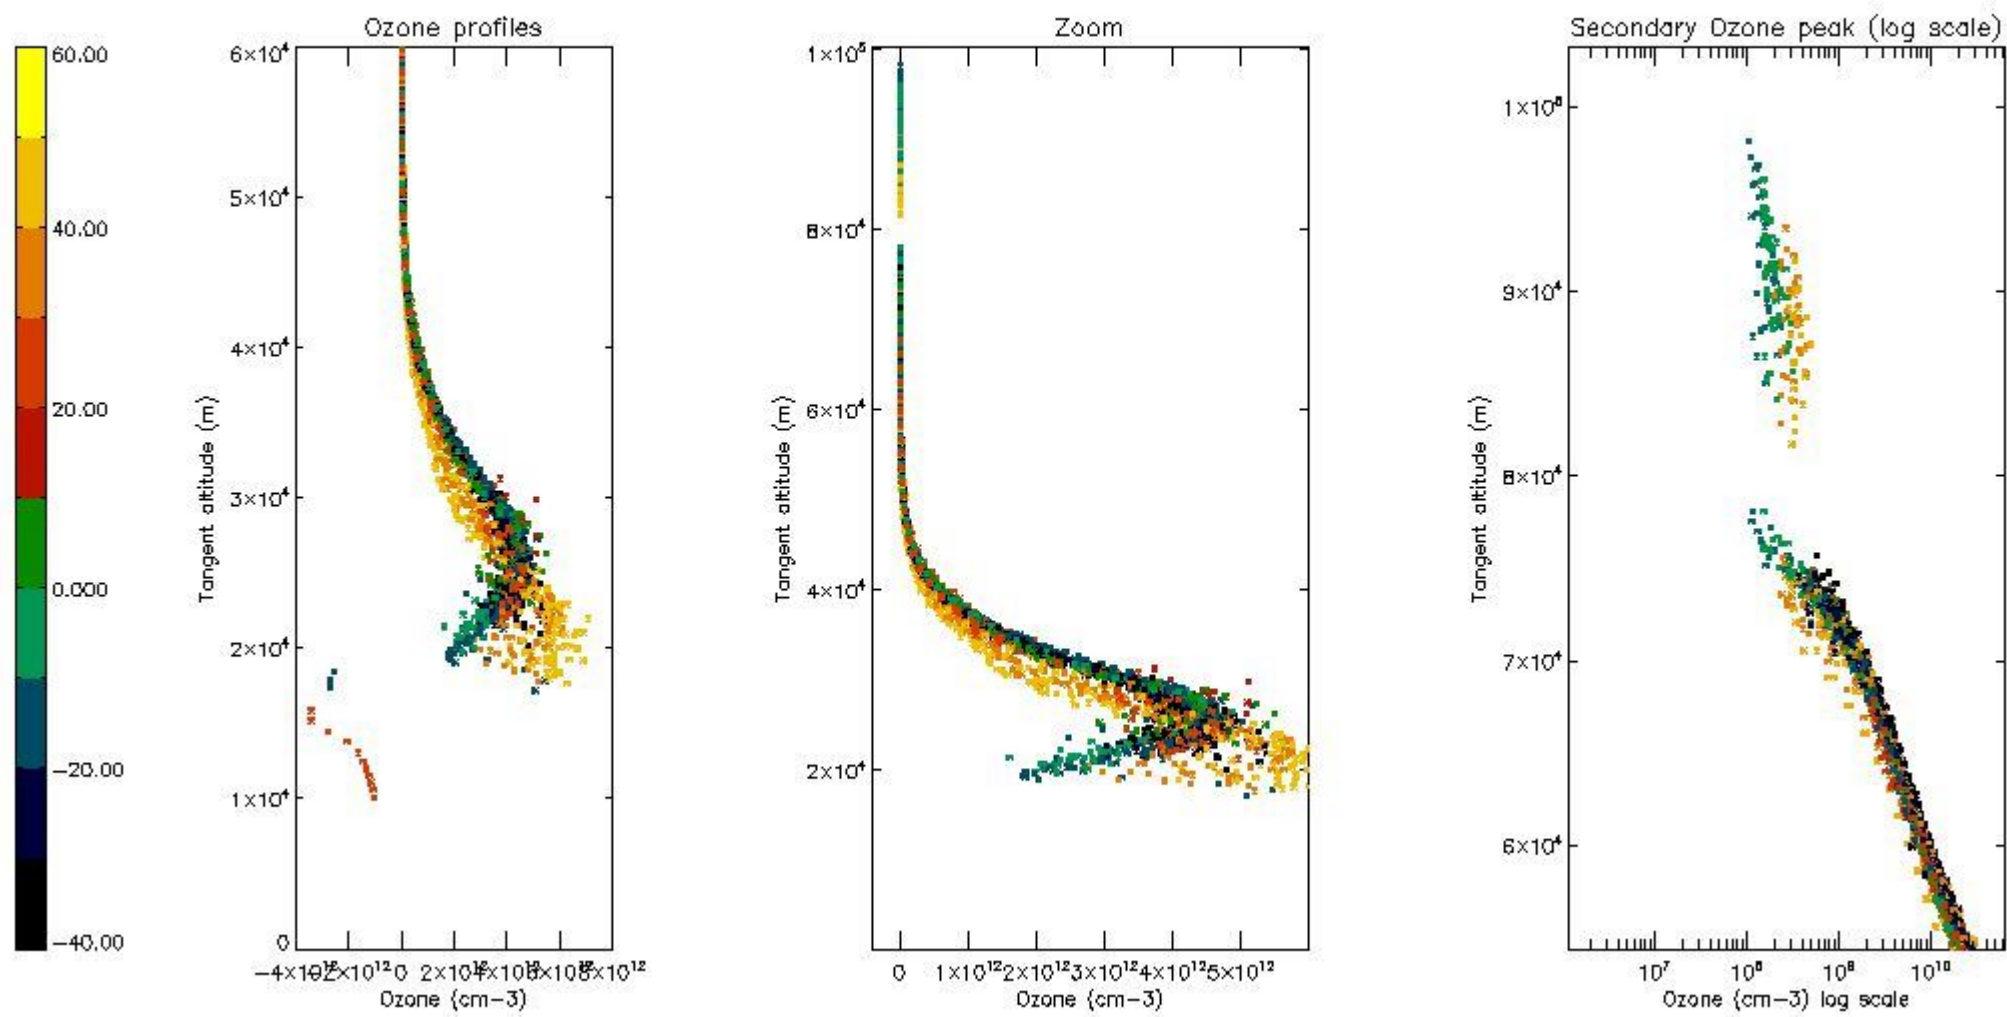 Ozone profiles
Zoom
Secondary Ozone peak (log scale)
60.00
40.00
20.00
0.000
−20.00
−40.00
6×10⁴
5×10⁴
4×10⁴
3×10⁴
2×10⁴
1×10⁴
0
Tangent altitude (m)
0
Ozone (cm−3)
1×10⁵
8×10⁴
6×10⁴
4×10⁴
2×10⁴
Tangent altitude (m)
0 1×10¹² 2×10¹² 3×10¹² 4×10¹² 5×10¹²
Ozone (cm−3)
9×10⁴
8×10⁴
7×10⁴
6×10⁴
Tangent altitude (m)
10⁷ 10⁸ 10⁹ 10¹⁰
Ozone (cm−3) log scale